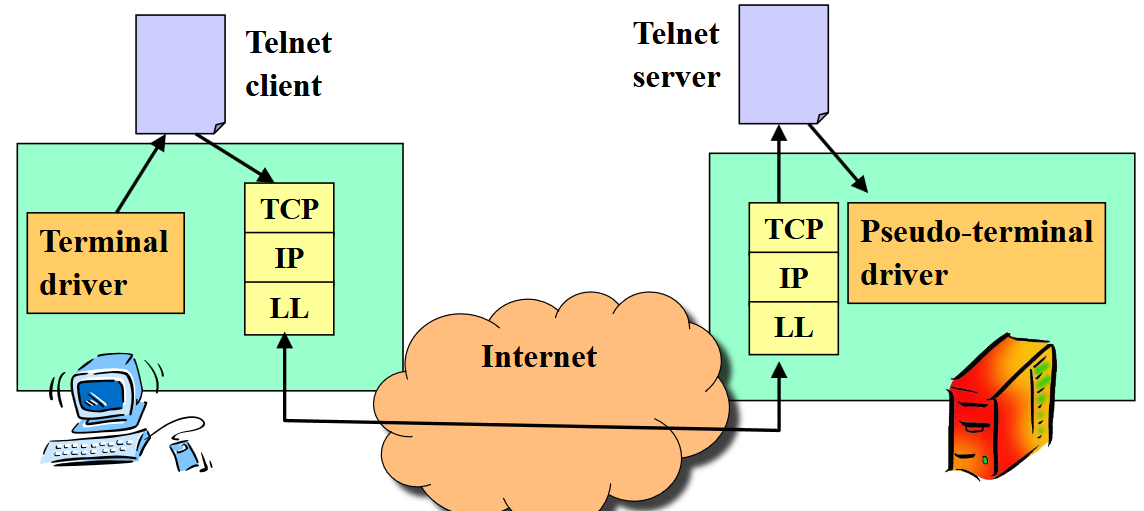 Telnet
client
Telnet
server
TCP
IP
LL
Terminal
driver
Internet
TCP
IP
LL
Pseudo-terminal
driver